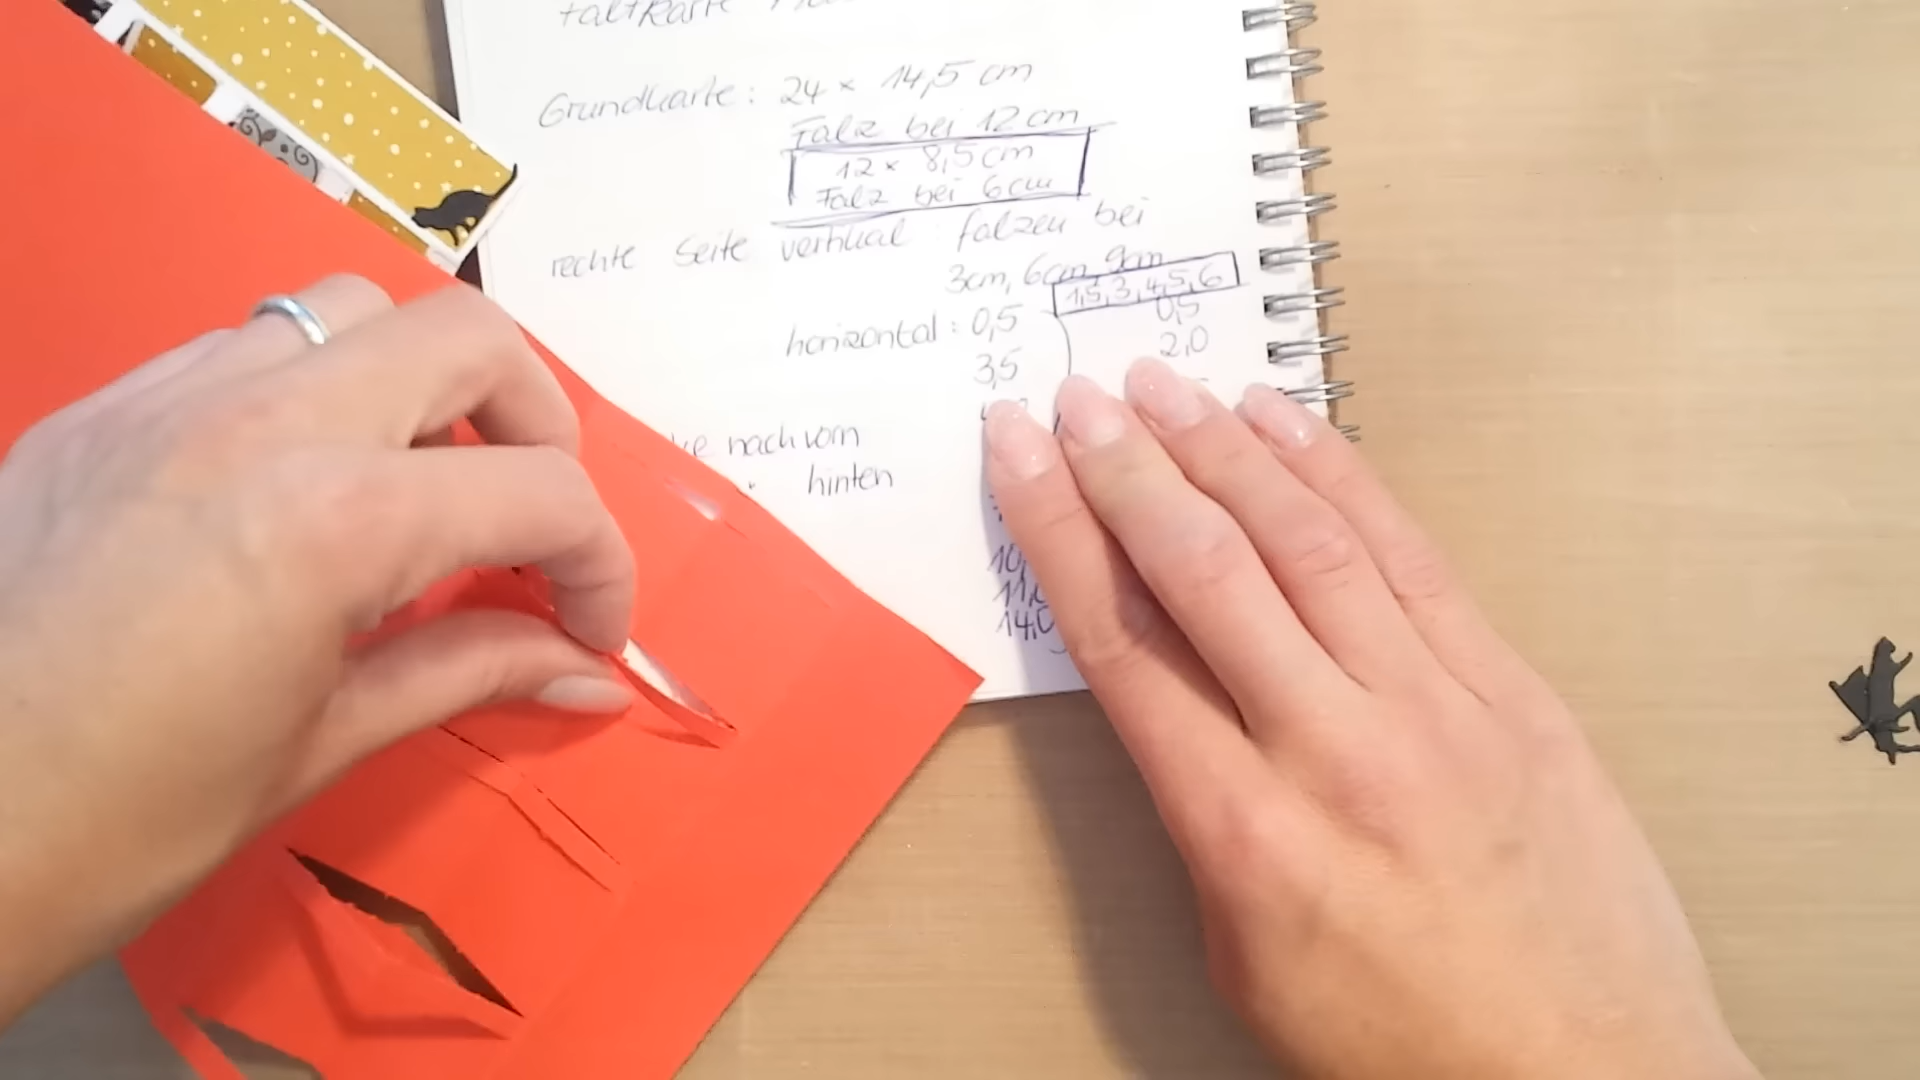 Faltkarte
Grundkarte : 24 × 14,5 cm
Falz bei 12 cm
12 × 8,5 cm
Falz bei 6 cm
rechte Seite vertikal : falzen bei
3cm, 6cm, 9cm
1,5, 3, 4,5, 6
horizontal : 0,5
0,5
3,5
2,0
nach vorn
hinten
14,0